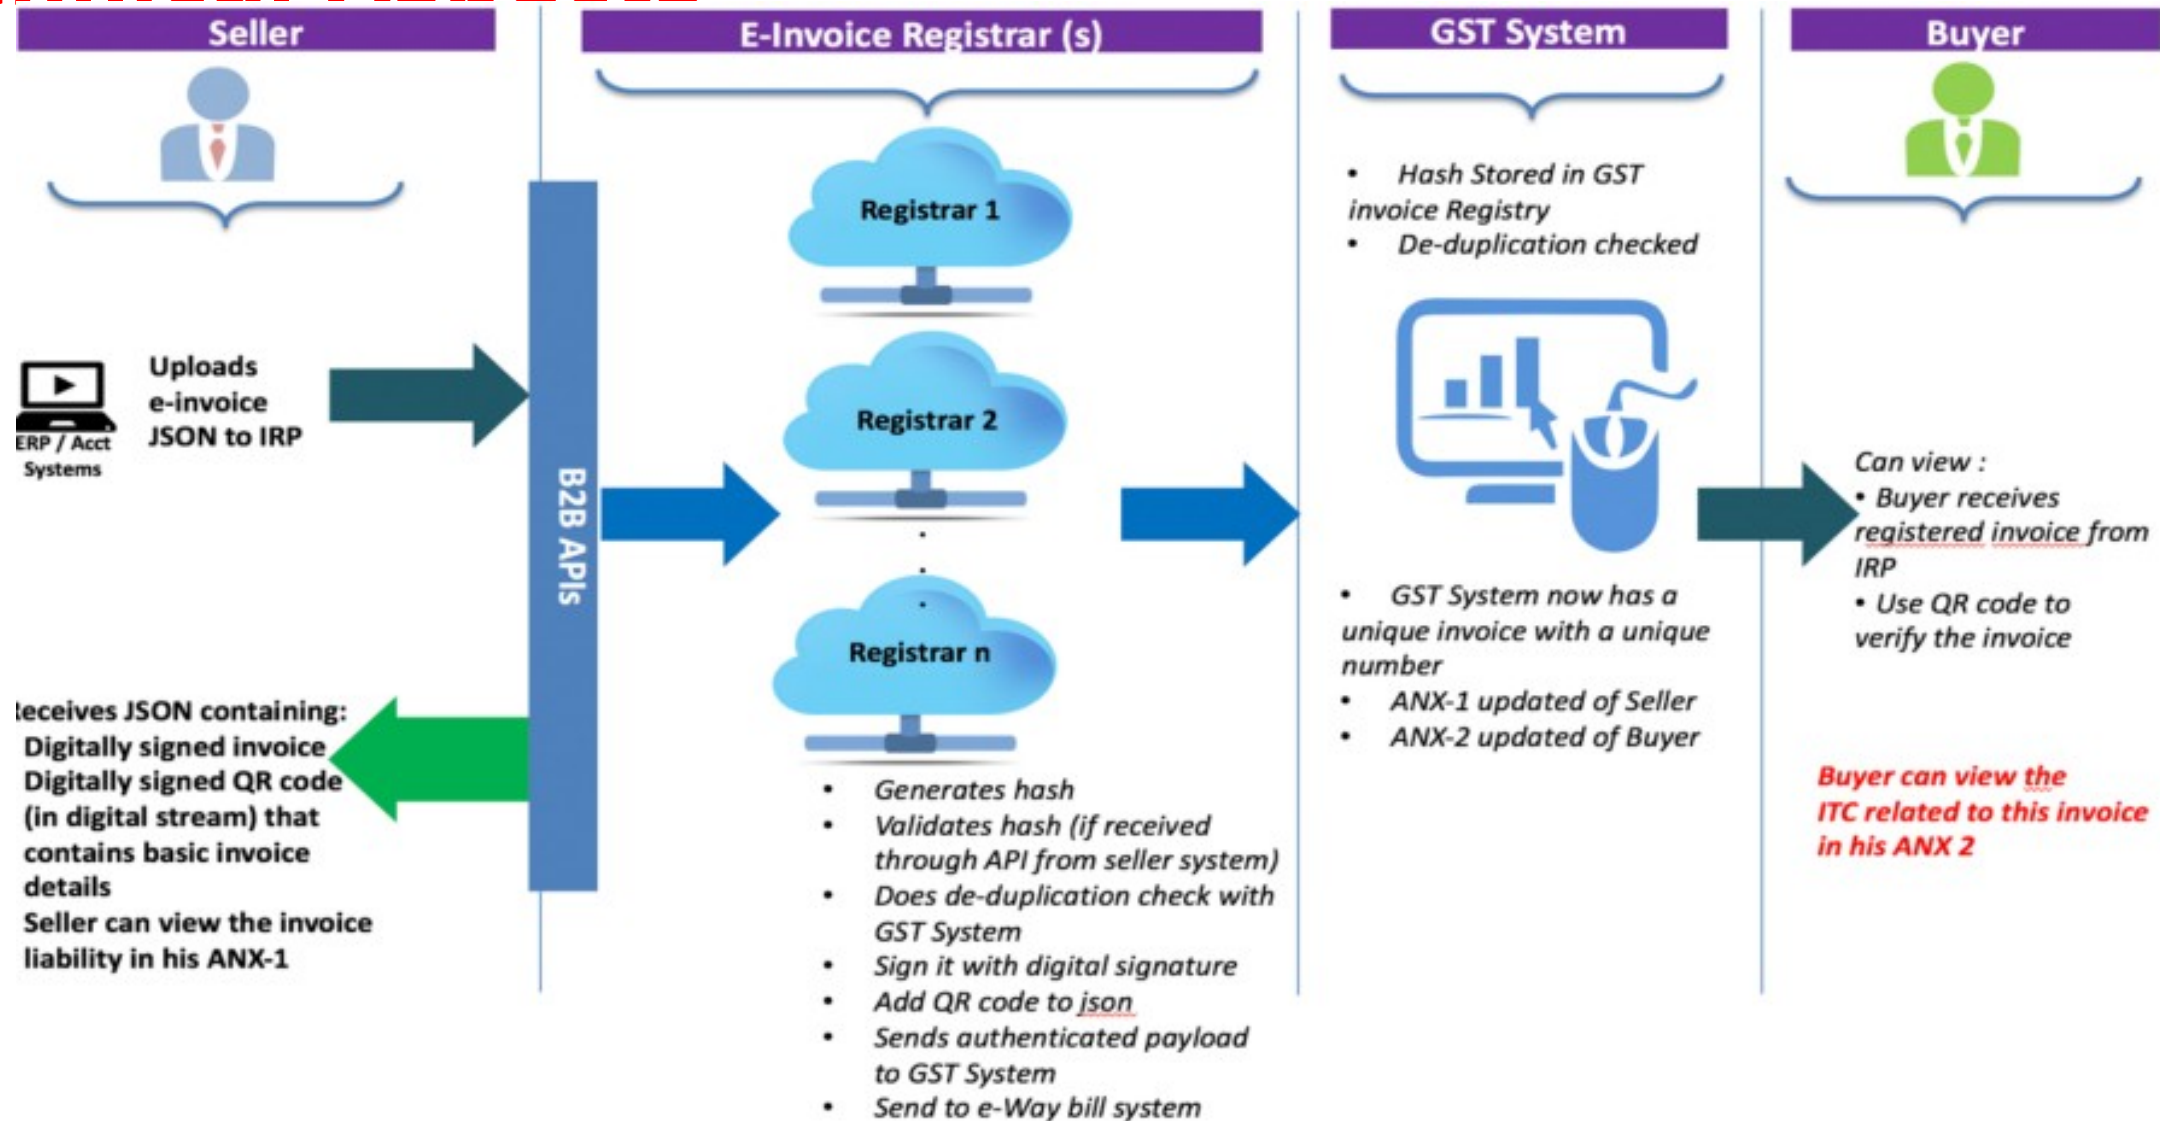 Seller
E-Invoice Registrar (s)
GST System
Buyer
Uploads
e-invoice
JSON to IRP
ERP / Acct
Systems
Receives JSON containing:
Digitally signed invoice
Digitally signed QR code
(in digital stream) that
contains basic invoice
details
Seller can view the invoice
liability in his ANX-1
B2B APIs
Registrar 1
Registrar 2
.
.
.
Registrar n
• Generates hash
• Validates hash (if received
through API from seller system)
• Does de-duplication check with
GST System
• Sign it with digital signature
• Add QR code to json
• Sends authenticated payload
to GST System
• Send to e-Way bill system
• Hash Stored in GST
invoice Registry
• De-duplication checked
• GST System now has a
unique invoice with a unique
number
• ANX-1 updated of Seller
• ANX-2 updated of Buyer
Can view :
• Buyer receives
registered invoice from
IRP
• Use QR code to
verify the invoice
Buyer can view the
ITC related to this invoice
in his ANX 2